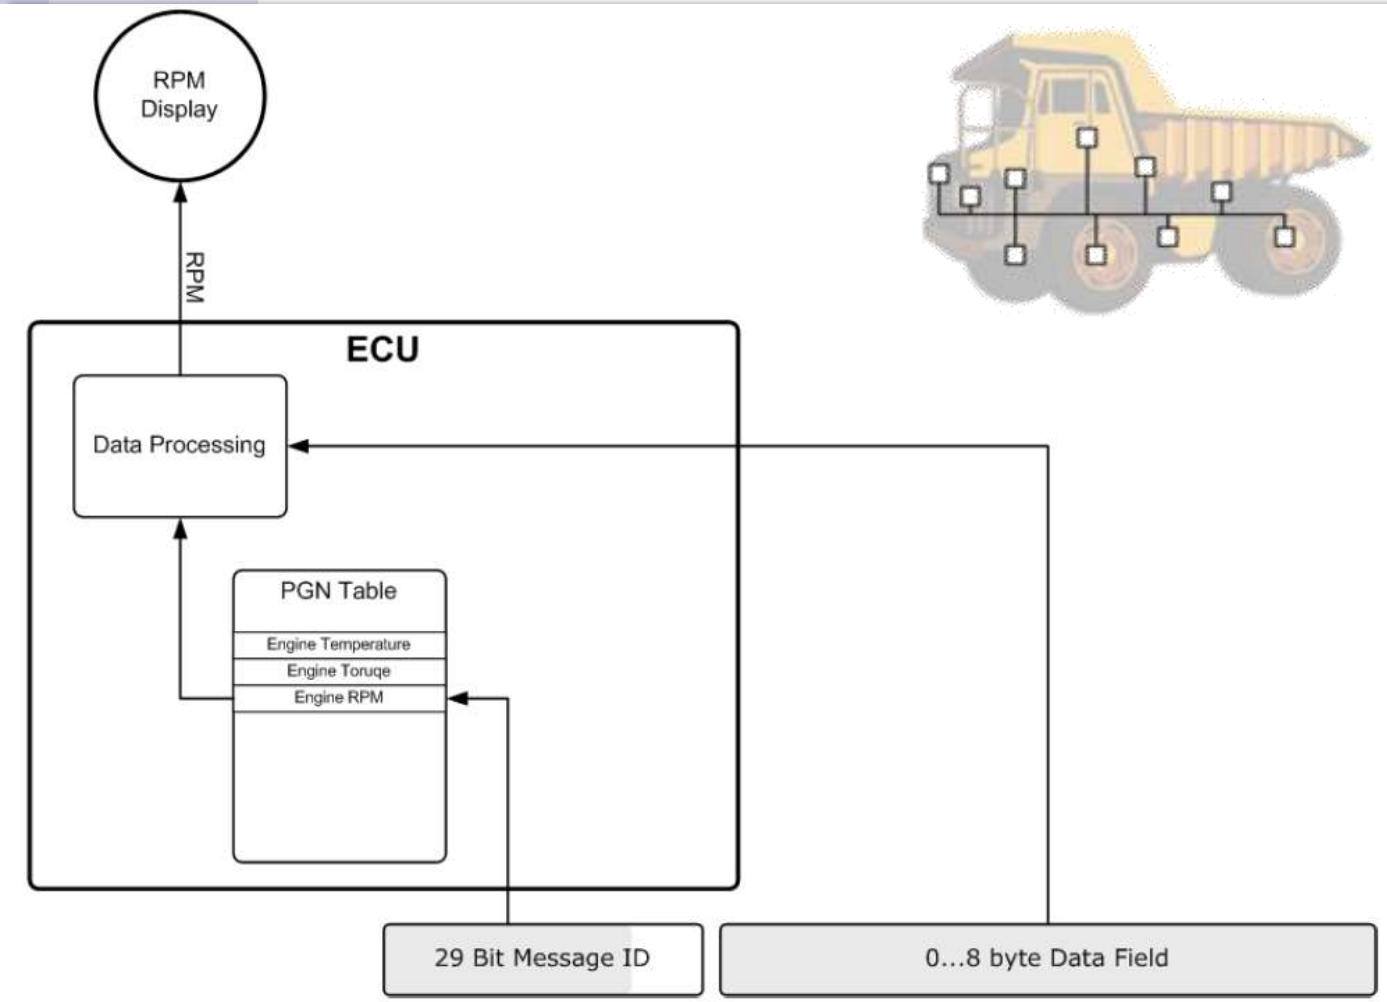 RPM
Display
RPM
ECU
Data Processing
PGN Table
Engine Temperature
Engine Toruqe
Engine RPM
29 Bit Message ID
0...8 byte Data Field